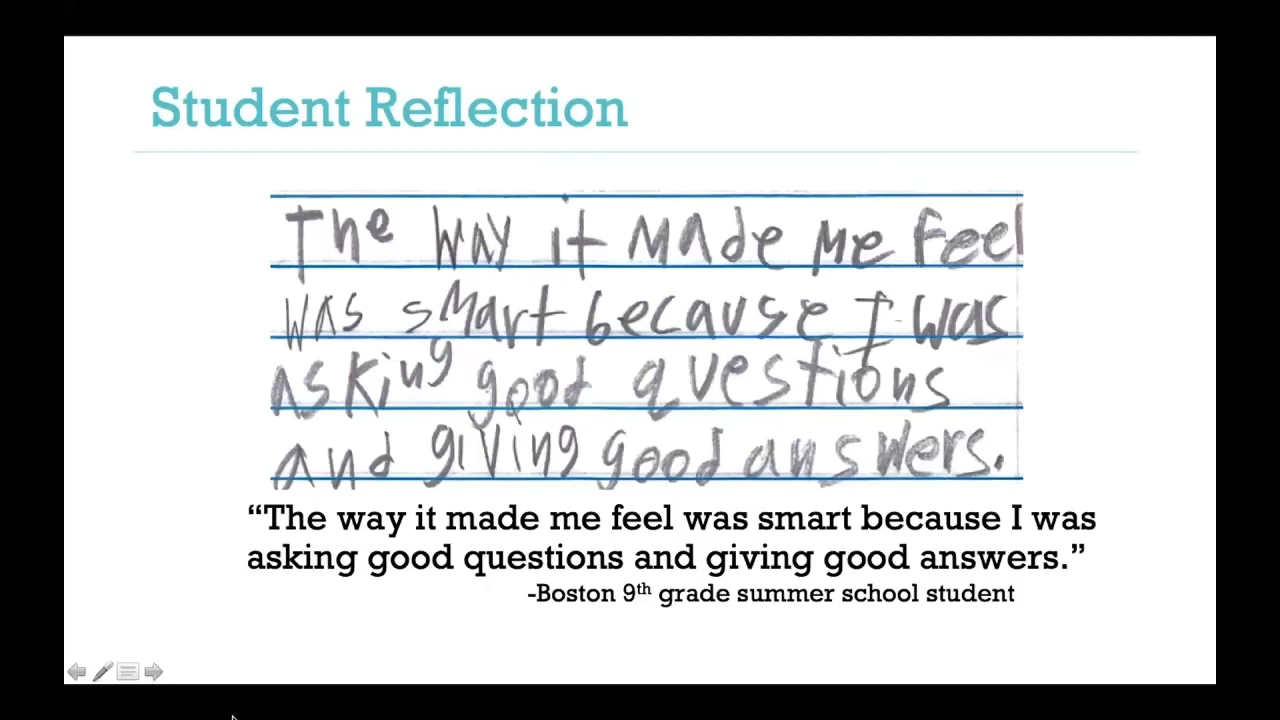 Student Reflection
The way it made me feel
was smart because I was
asking good questions
and giving good answers.
“The way it made me feel was smart because I was
asking good questions and giving good answers.”
-Boston 9th grade summer school student